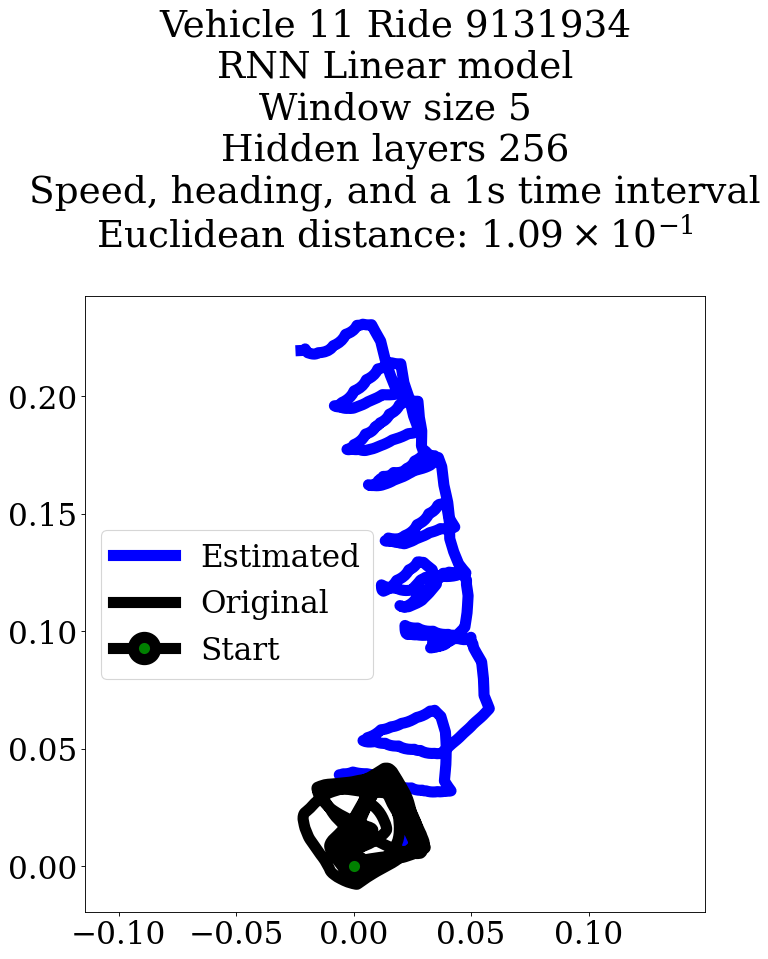 Vehicle 11 Ride 9131934
RNN Linear model
Window size 5
Hidden layers 256
Speed, heading, and a 1s time interval
Euclidean distance: 1.09 × 10⁻¹
0.20
0.15
0.10
0.05
0.00
Estimated
Original
Start
−0.10 −0.05 0.00 0.05 0.10